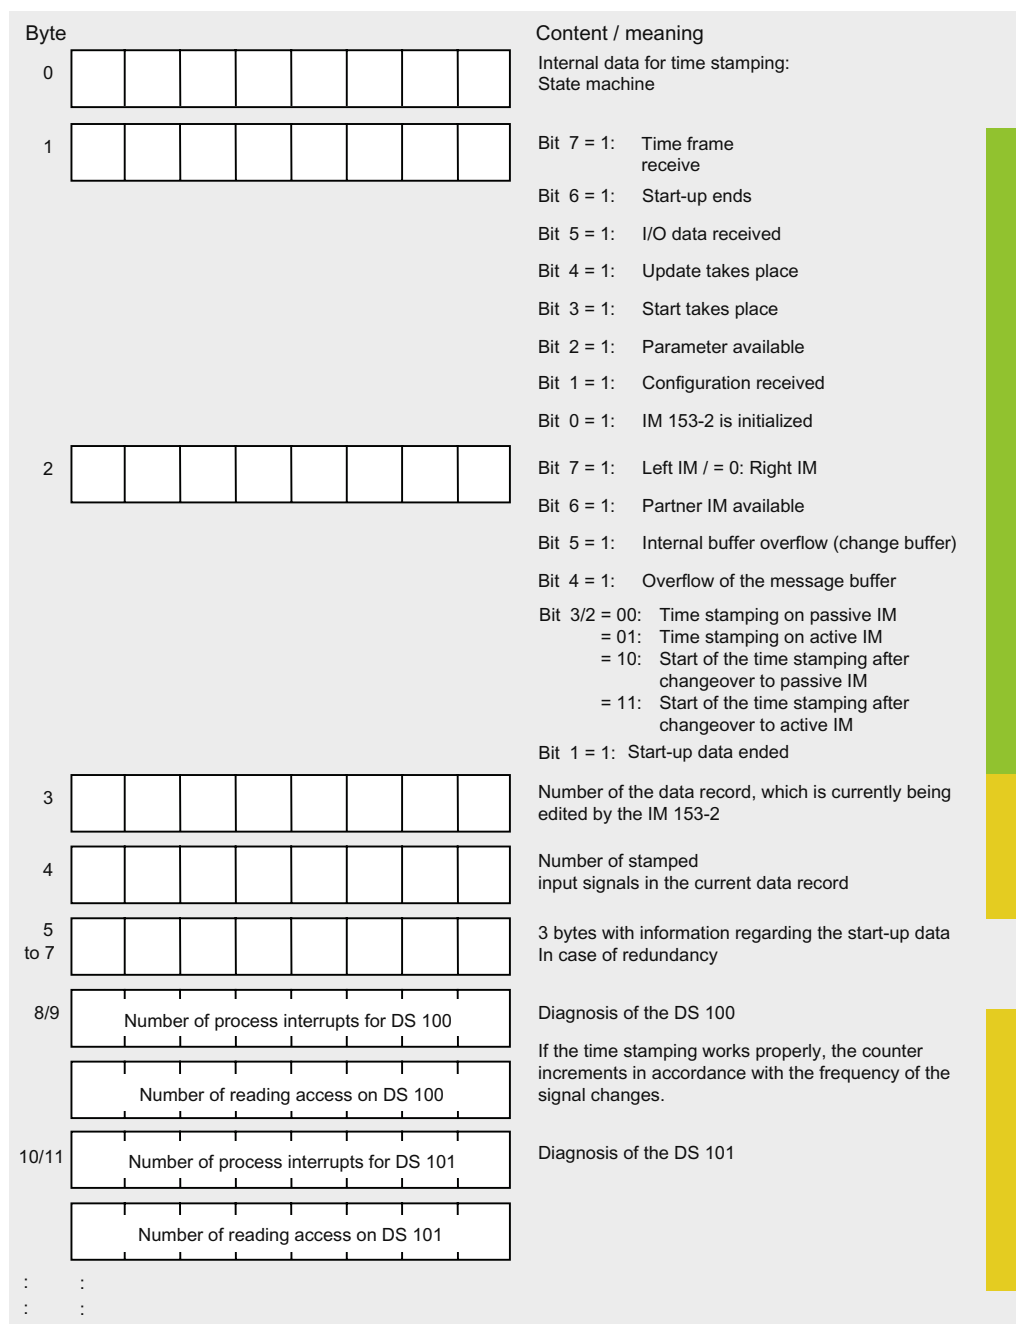 Byte
Content / meaning
0
Internal data for time stamping:
State machine
1
Bit 7 = 1: Time frame
receive
Bit 6 = 1: Start-up ends
Bit 5 = 1: I/O data received
Bit 4 = 1: Update takes place
Bit 3 = 1: Start takes place
Bit 2 = 1: Parameter available
Bit 1 = 1: Configuration received
Bit 0 = 1: IM 153-2 is initialized
2
Bit 7 = 1: Left IM / = 0: Right IM
Bit 6 = 1: Partner IM available
Bit 5 = 1: Internal buffer overflow (change buffer)
Bit 4 = 1: Overflow of the message buffer
Bit 3/2 = 00: Time stamping on passive IM
= 01: Time stamping on active IM
= 10: Start of the time stamping after
changeover to passive IM
= 11: Start of the time stamping after
changeover to active IM
Bit 1 = 1: Start-up data ended
3
Number of the data record, which is currently being
edited by the IM 153-2
4
Number of stamped
input signals in the current data record
5
to 7
3 bytes with information regarding the start-up data
In case of redundancy
8/9
Number of process interrupts for DS 100
Diagnosis of the DS 100
If the time stamping works properly, the counter
increments in accordance with the frequency of the
signal changes.
Number of reading access on DS 100
10/11
Number of process interrupts for DS 101
Diagnosis of the DS 101
Number of reading access on DS 101
: :
: :